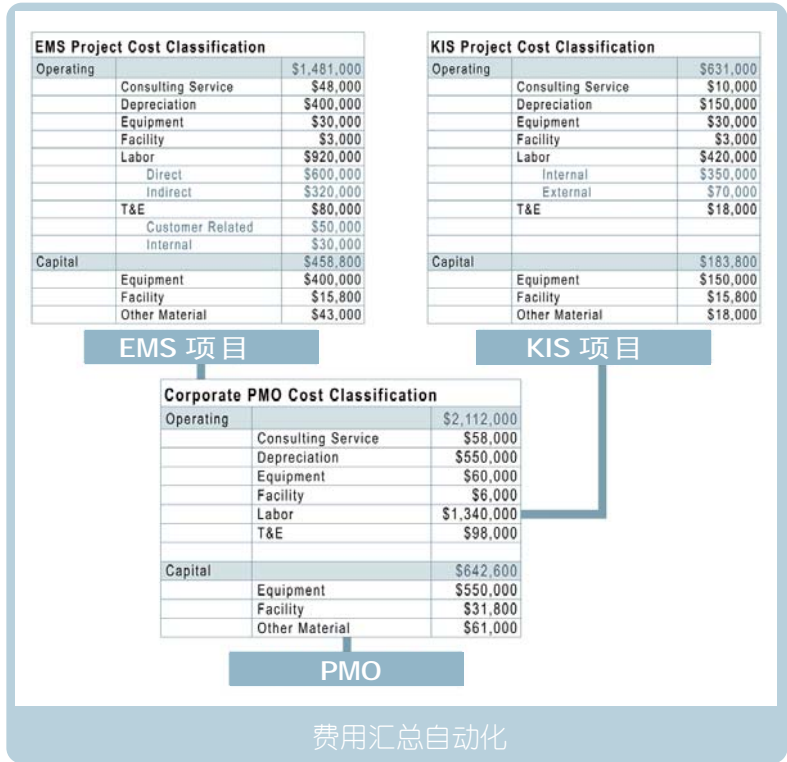 EMS Project Cost Classification
Operating $1,481,000
Consulting Service $48,000
Depreciation $400,000
Equipment $30,000
Facility $3,000
Labor $920,000
Direct $600,000
Indirect $320,000
T&E $80,000
Customer Related $50,000
Internal $30,000
Capital $458,800
Equipment $400,000
Facility $15,800
Other Material $43,000
EMS 项目
KIS Project Cost Classification
Operating $631,000
Consulting Service $10,000
Depreciation $150,000
Equipment $30,000
Facility $3,000
Labor $420,000
Internal $350,000
External $70,000
T&E $18,000
Capital $183,800
Equipment $150,000
Facility $15,800
Other Material $18,000
KIS 项目
Corporate PMO Cost Classification
Operating $2,112,000
Consulting Service $58,000
Depreciation $550,000
Equipment $60,000
Facility $6,000
Labor $1,340,000
T&E $98,000
Capital $642,600
Equipment $550,000
Facility $31,800
Other Material $61,000
PMO
费用汇总自动化